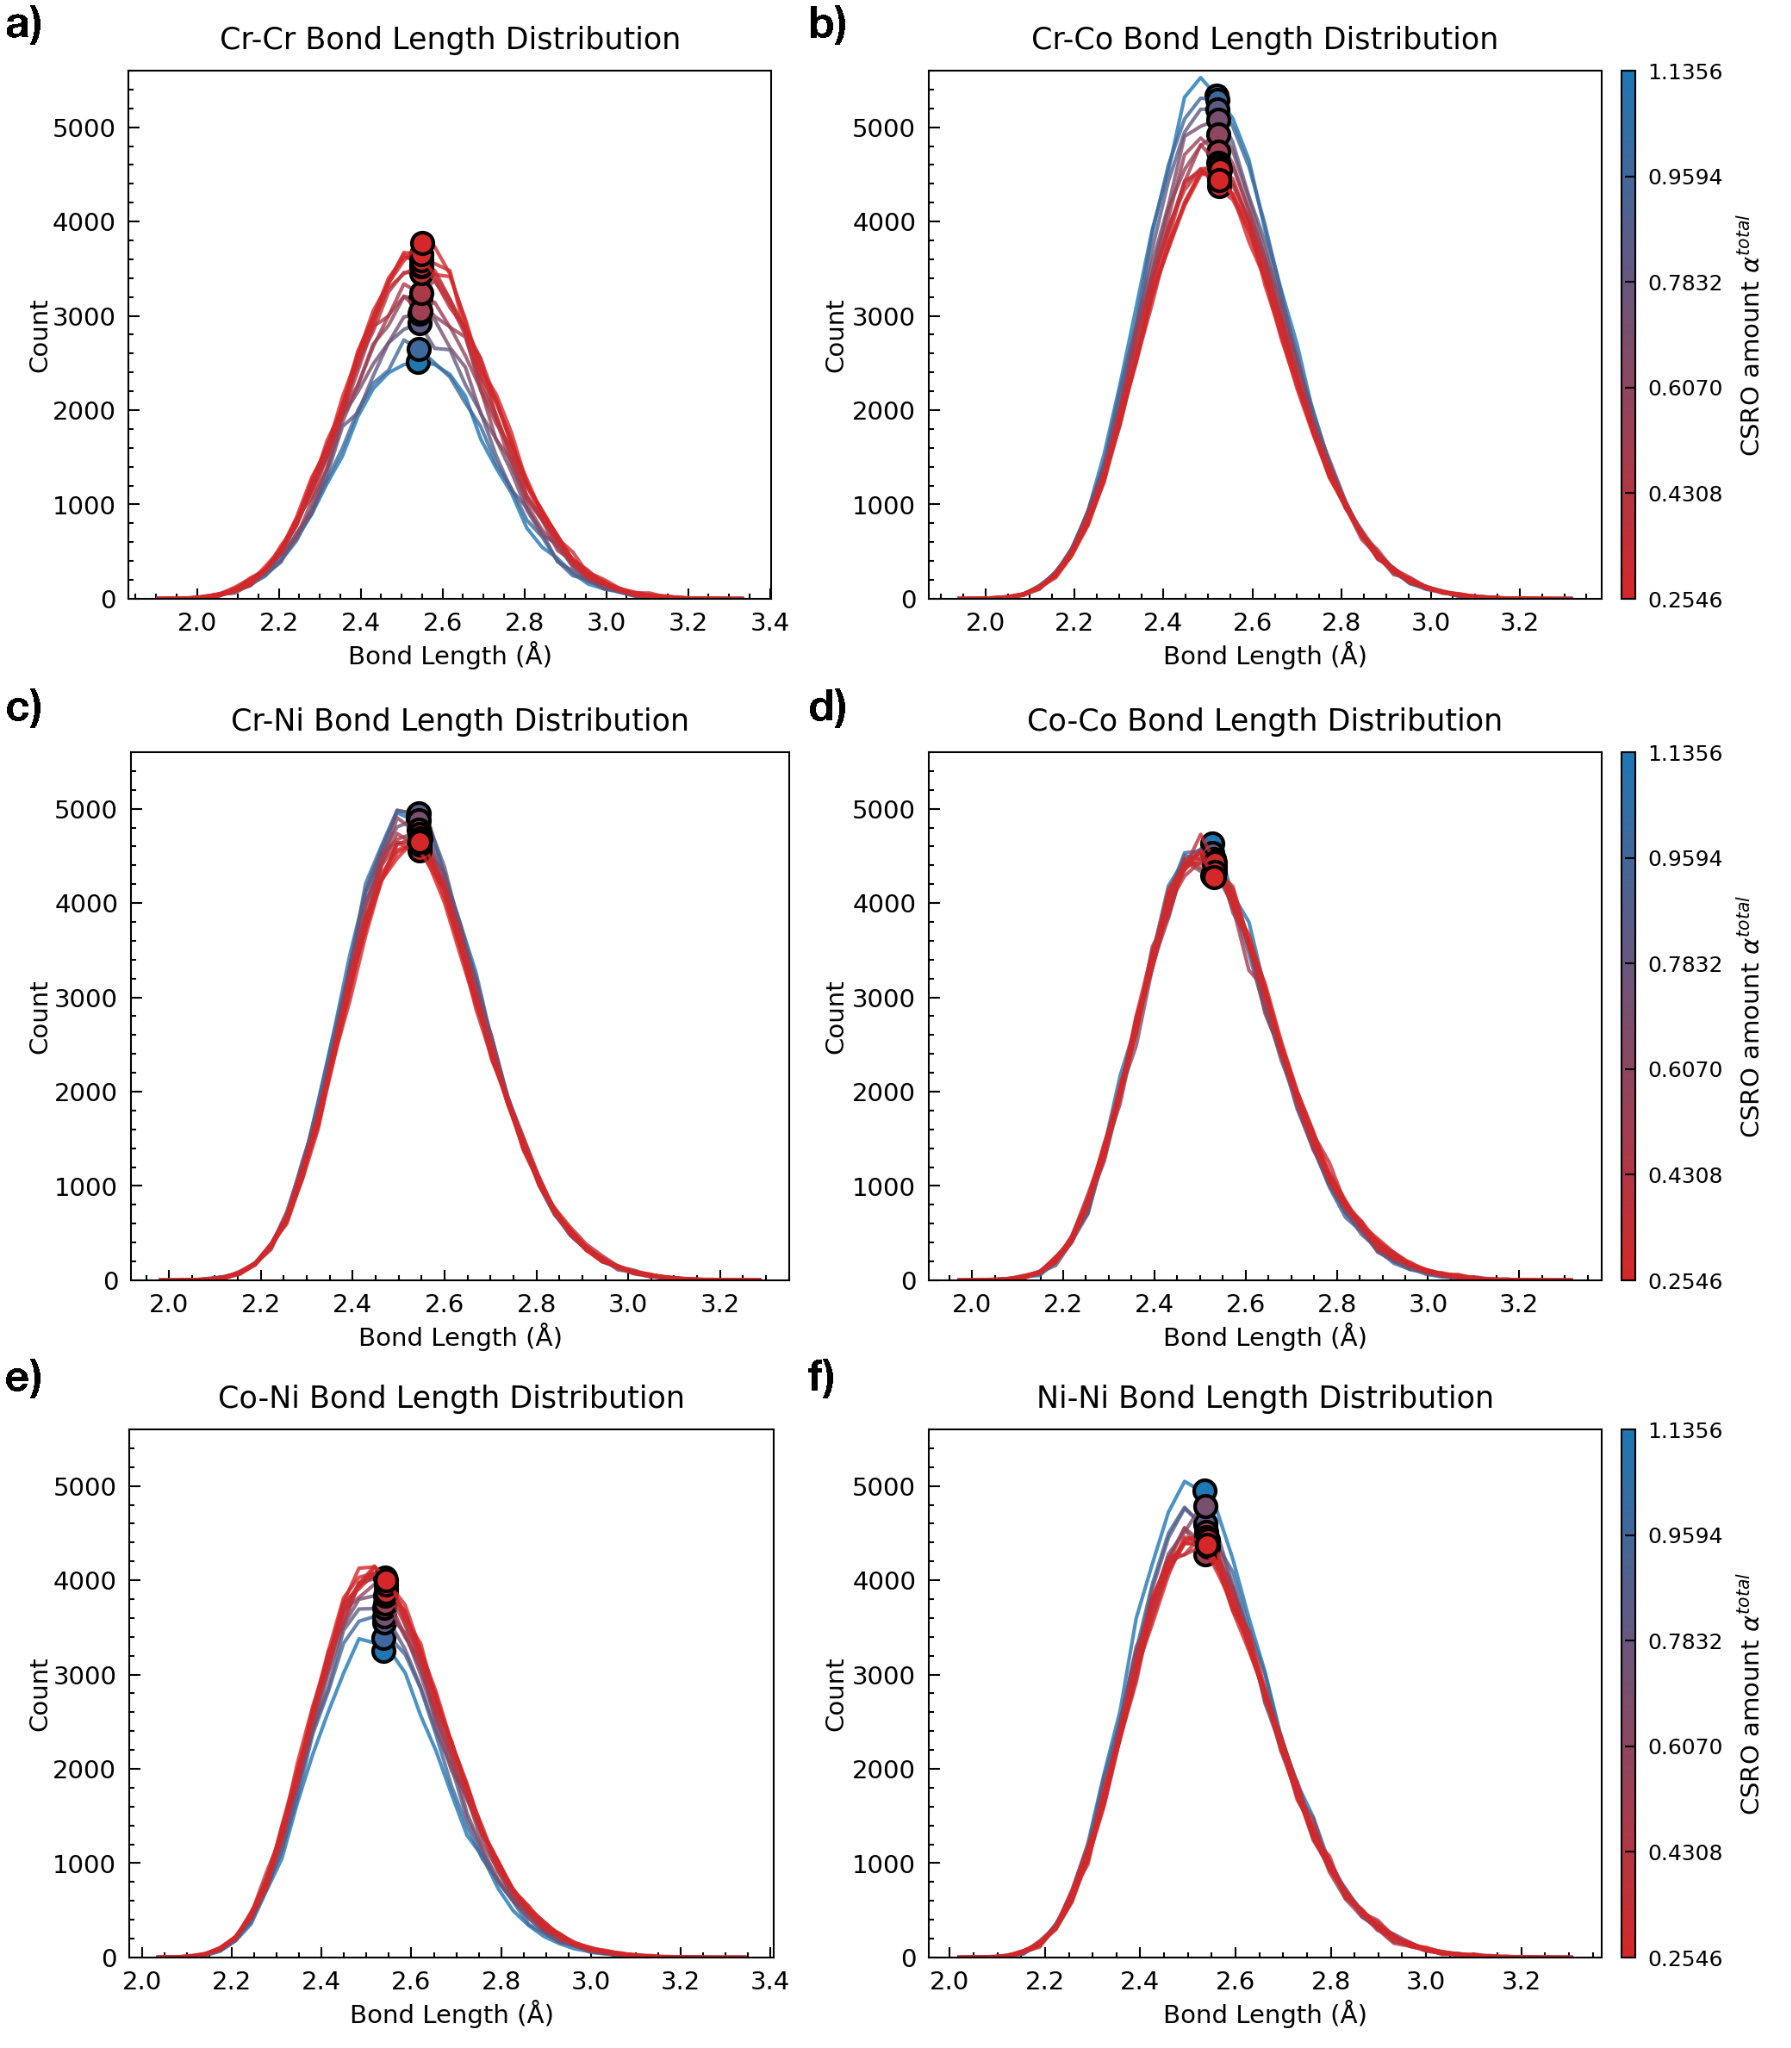 a)
Cr-Cr Bond Length Distribution
5000
4000
3000
2000
1000
0
Count
2.0 2.2 2.4 2.6 2.8 3.0 3.2 3.4
Bond Length (Å)
b)
Cr-Co Bond Length Distribution
5000
4000
3000
2000
1000
0
Count
2.0 2.2 2.4 2.6 2.8 3.0 3.2
Bond Length (Å)
1.1356
0.9594
0.7832
0.6070
0.4308
0.2546
CSRO amount α^total
c)
Cr-Ni Bond Length Distribution
5000
4000
3000
2000
1000
0
Count
2.0 2.2 2.4 2.6 2.8 3.0 3.2
Bond Length (Å)
d)
Co-Co Bond Length Distribution
5000
4000
3000
2000
1000
0
Count
2.0 2.2 2.4 2.6 2.8 3.0 3.2
Bond Length (Å)
1.1356
0.9594
0.7832
0.6070
0.4308
0.2546
CSRO amount α^total
e)
Co-Ni Bond Length Distribution
5000
4000
3000
2000
1000
0
Count
2.0 2.2 2.4 2.6 2.8 3.0 3.2 3.4
Bond Length (Å)
f)
Ni-Ni Bond Length Distribution
5000
4000
3000
2000
1000
0
Count
2.0 2.2 2.4 2.6 2.8 3.0 3.2
Bond Length (Å)
1.1356
0.9594
0.7832
0.6070
0.4308
0.2546
CSRO amount α^total